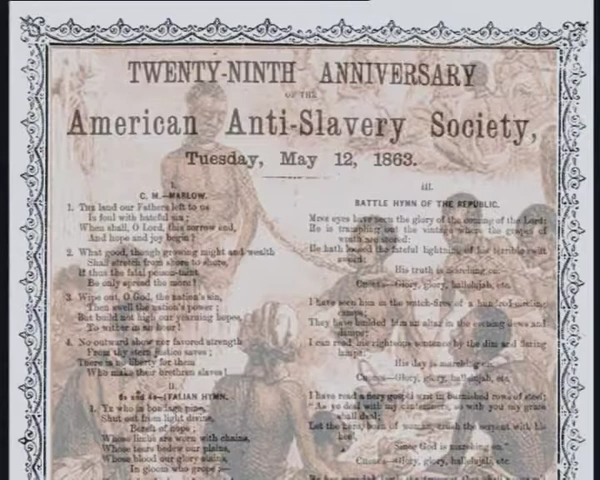 TWENTY-NINTH ANNIVERSARY
OF THE
American Anti-Slavery Society,
Tuesday, May 12, 1863.
I.
C. M.—MARLOW.
1. The land our Fathers left to us
Is foul with hateful sin;
When shall, O Lord, this sorrow end,
And hope and joy begin?
2. What good, though growing might and wealth
Shall stretch from shore to shore,
If thus the fatal poison-taint
Be only spread the more?
3. Wipe out, O God, the nation's sin,
Then swell the nation's power;
But build not high our yearning hopes,
To wither in an hour!
4. No outward show nor favored strength
From thy stern justice saves;
There is no liberty for them
Who make their brethren slaves!
II.
6s and 4s—ITALIAN HYMN.
1. Ye who in bondage pine,
Shut out from light divine,
Bereft of hope;
Whose limbs are worn with chains,
Whose tears bedew our plains,
Whose blood our glory stains,
In gloom who grope:—
III.
BATTLE HYMN OF THE REPUBLIC.
Mine eyes have seen the glory of the coming of the Lord:
He is trampling out the vintage where the grapes of
wrath are stored:
He hath loosed the fateful lightning of his terrible swift
sword:
His truth is marching on.
Chorus—Glory, glory, hallelujah, etc.
I have seen him in the watch-fires of a hundred circling
camps;
They have builded him an altar in the evening dews and
damps;
I can read his righteous sentence by the dim and flaring
lamps:
His day is marching on.
Chorus—Glory, glory, hallelujah, etc.
I have read a fiery gospel writ in burnished rows of steel:
"As ye deal with my contemners, so with you my grace
shall deal;
Let the hero, born of woman, crush the serpent with his
heel,
Since God is marching on."
Chorus—Glory, glory, hallelujah, etc.